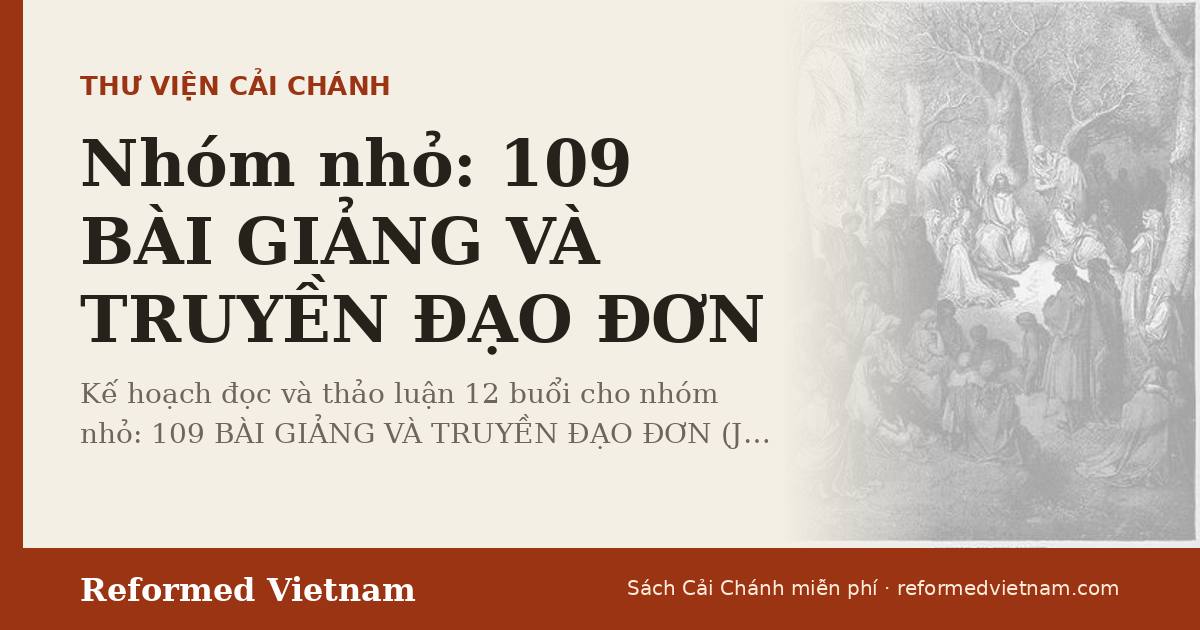 THƯ VIỆN CẢI CHÁNH
Nhóm nhỏ: 109
BÀI GIẢNG VÀ
TRUYỀN ĐẠO ĐƠN
Kế hoạch đọc và thảo luận 12 buổi cho nhóm
nhỏ: 109 BÀI GIẢNG VÀ TRUYỀN ĐẠO ĐƠN (J…
Reformed Vietnam
Sách Cải Chánh miễn phí · reformedvietnam.com